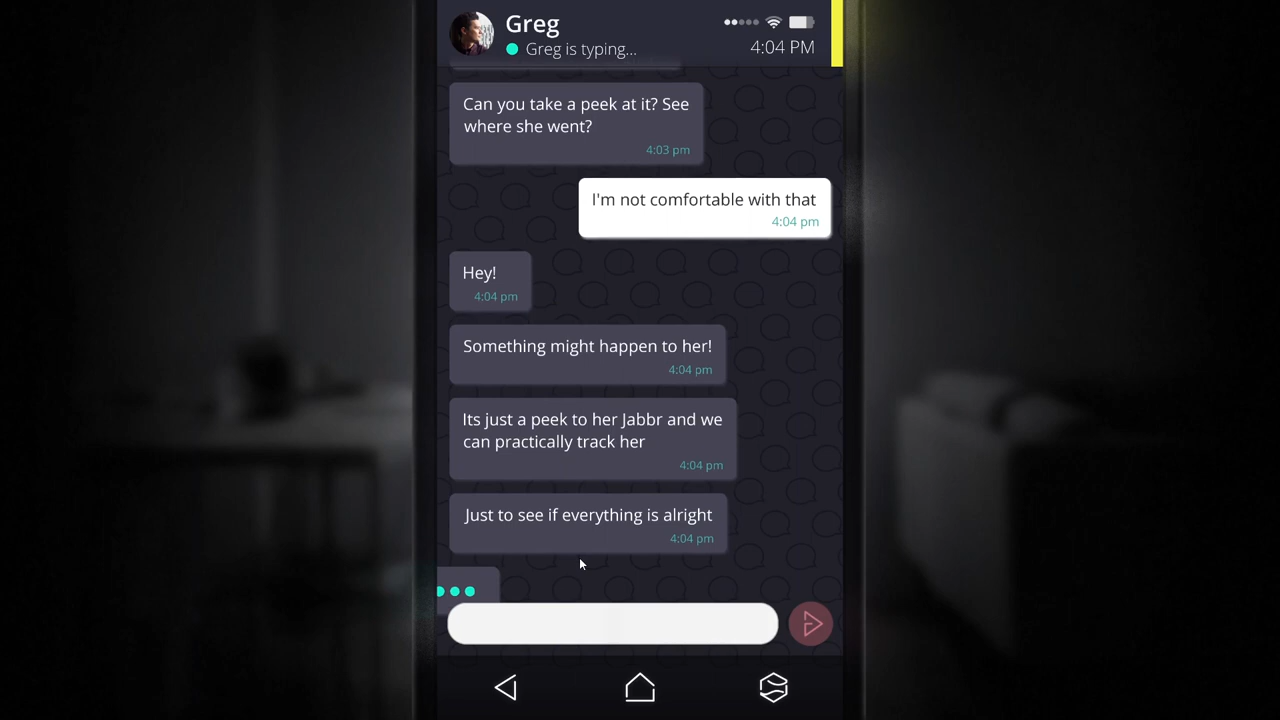 Greg
Greg is typing...
4:04 PM
Can you take a peek at it? See
where she went?
4:03 pm
I'm not comfortable with that
4:04 pm
Hey!
4:04 pm
Something might happen to her!
4:04 pm
Its just a peek to her Jabbr and we
can practically track her
4:04 pm
Just to see if everything is alright
4:04 pm